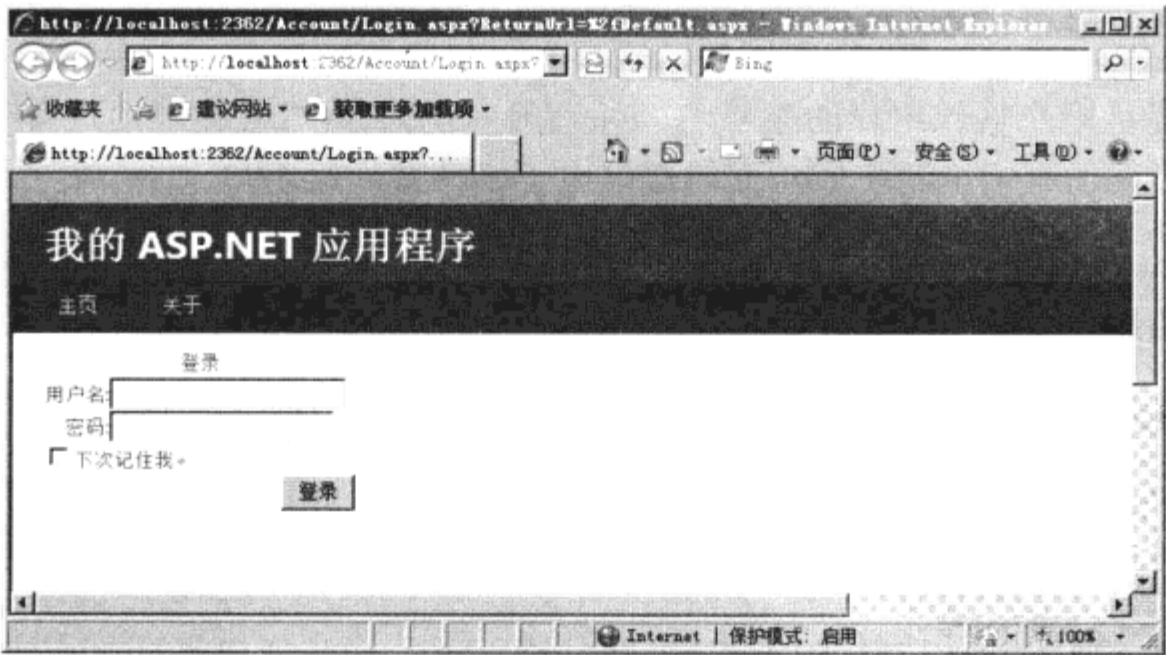 http://localhost:2362/Account/Login.aspx?ReturnUrl=%2fDefault.aspx - Windows Internet Explorer
http://localhost:2362/Account/Login.aspx? Bing
收藏夹 建议网站 获取更多加载项
http://localhost:2362/Account/Login.aspx?... 页面(P) 安全(S) 工具(O)
我的 ASP.NET 应用程序
主页 关于
登录
用户名:
密码:
下次记住我。
登录
Internet | 保护模式: 启用 100%